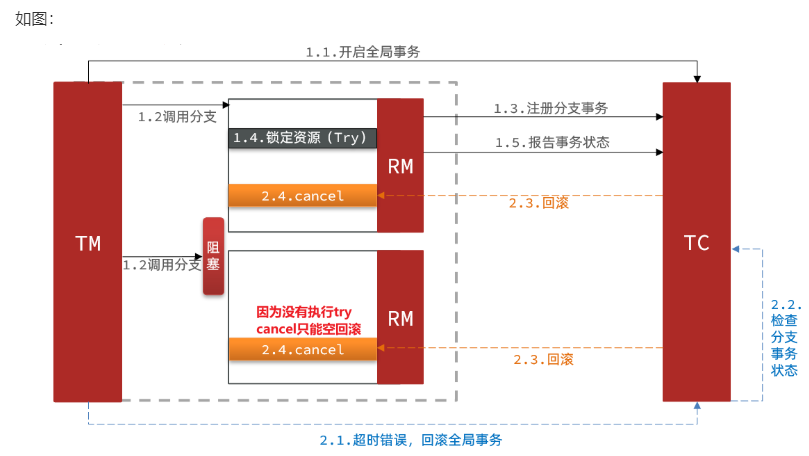 如图：
1.1.开启全局事务
1.2调用分支
1.3.注册分支事务
1.4.锁定资源（Try）
1.5.报告事务状态
RM
2.4.cancel
2.3.回滚
TM
阻
塞
TC
1.2调用分支
因为没有执行try
cancel只能空回滚
RM
2.4.cancel
2.3.回滚
2.2.
检查
分支
事务
状态
2.1.超时错误，回滚全局事务